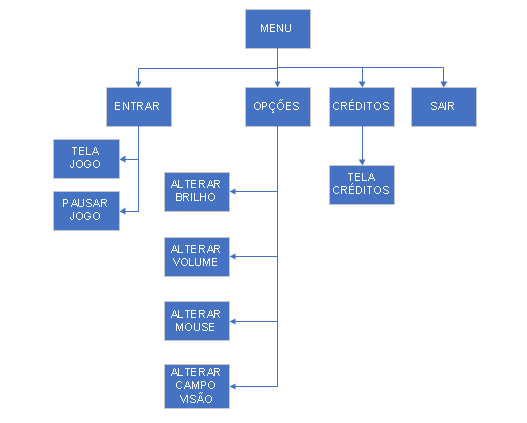 MENU
ENTRAR
OPÇÕES
CRÉDITOS
SAIR
TELA
JOGO
PAUSAR
JOGO
ALTERAR
BRILHO
ALTERAR
VOLUME
ALTERAR
MOUSE
ALTERAR
CAMPO
VISÃO
TELA
CRÉDITOS